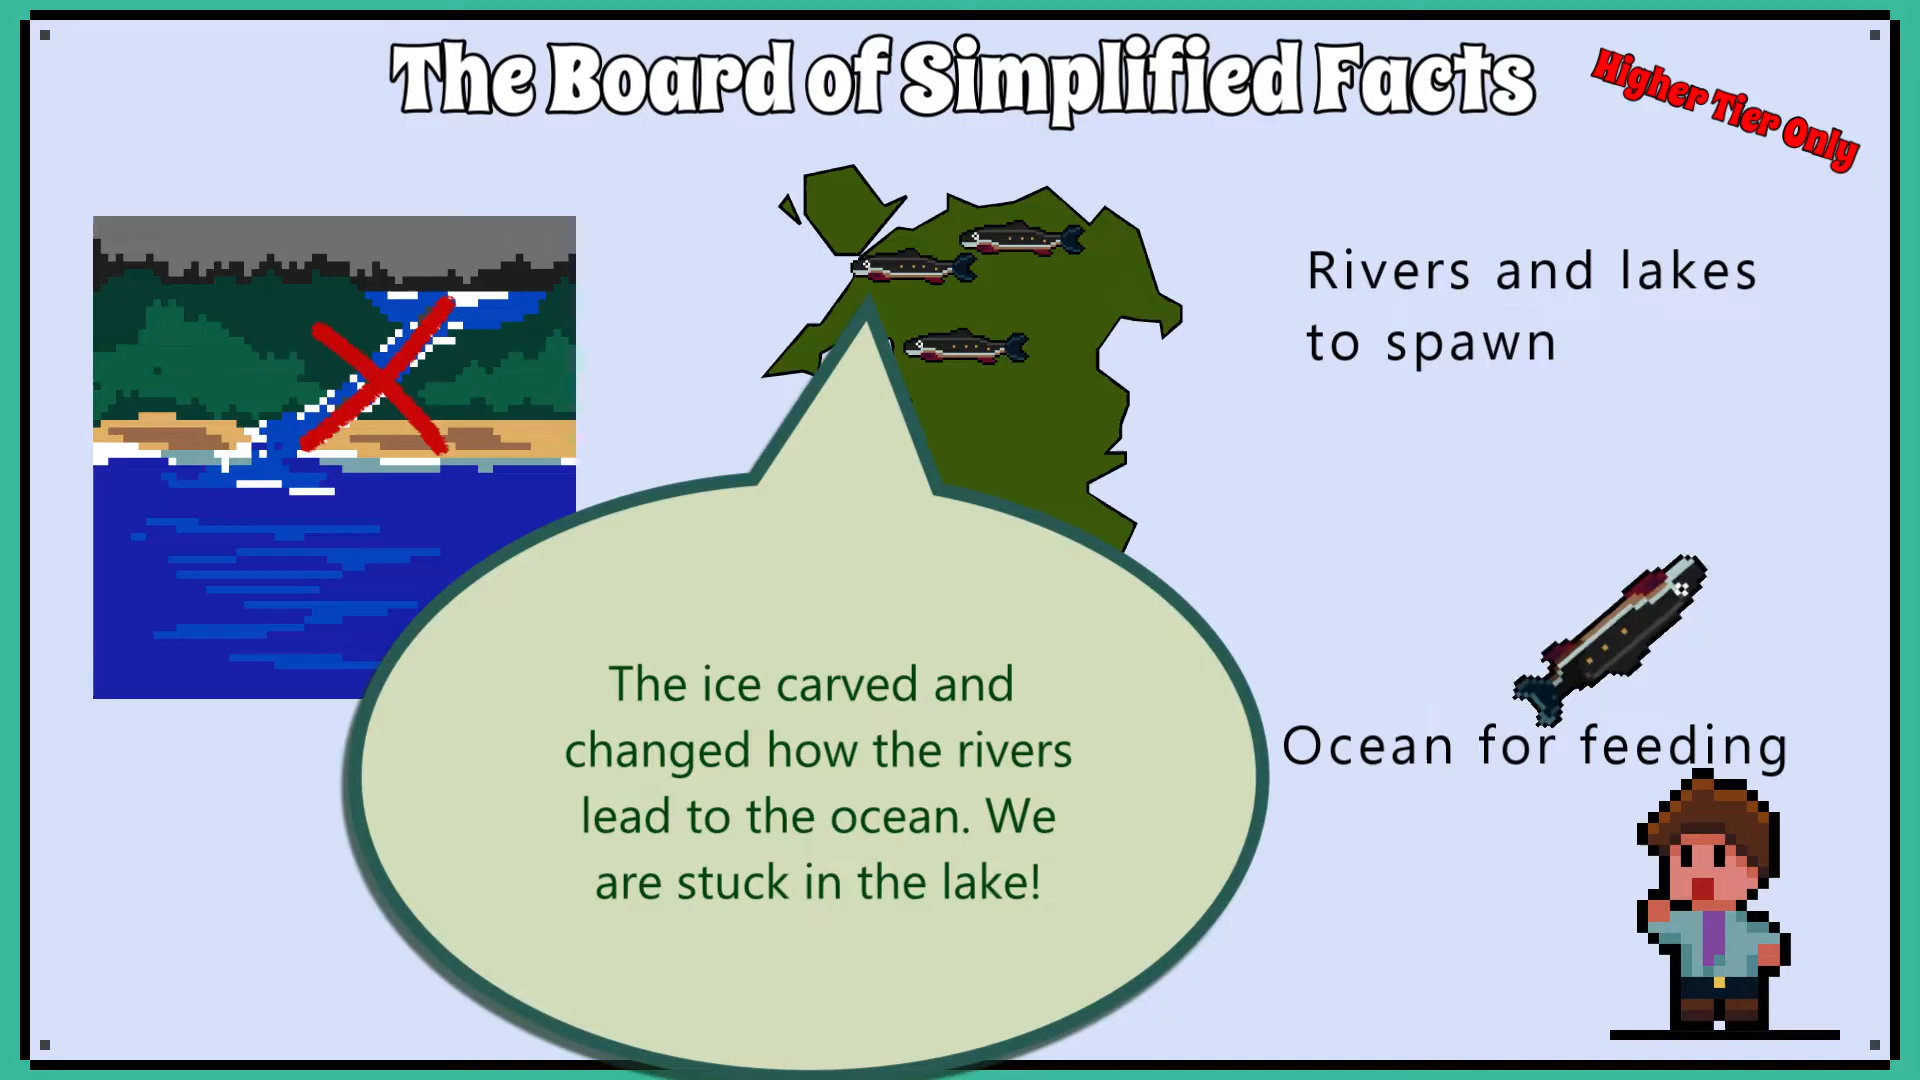 The Board of Simplified Facts
Higher Tier Only
Rivers and lakes
to spawn
The ice carved and
changed how the rivers
lead to the ocean. We
are stuck in the lake!
Ocean for feeding